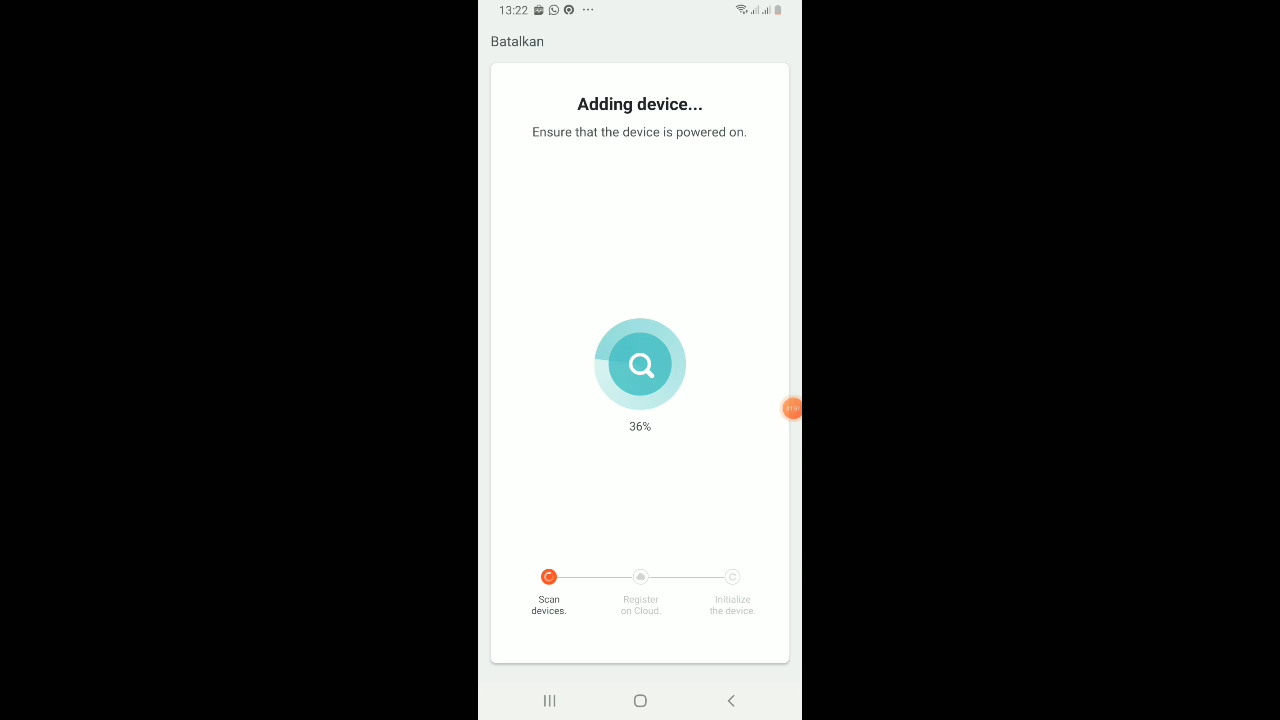 13:22
Batalkan
Adding device...
Ensure that the device is powered on.
36%
Scan
devices.
Register
on Cloud.
Initialize
the device.